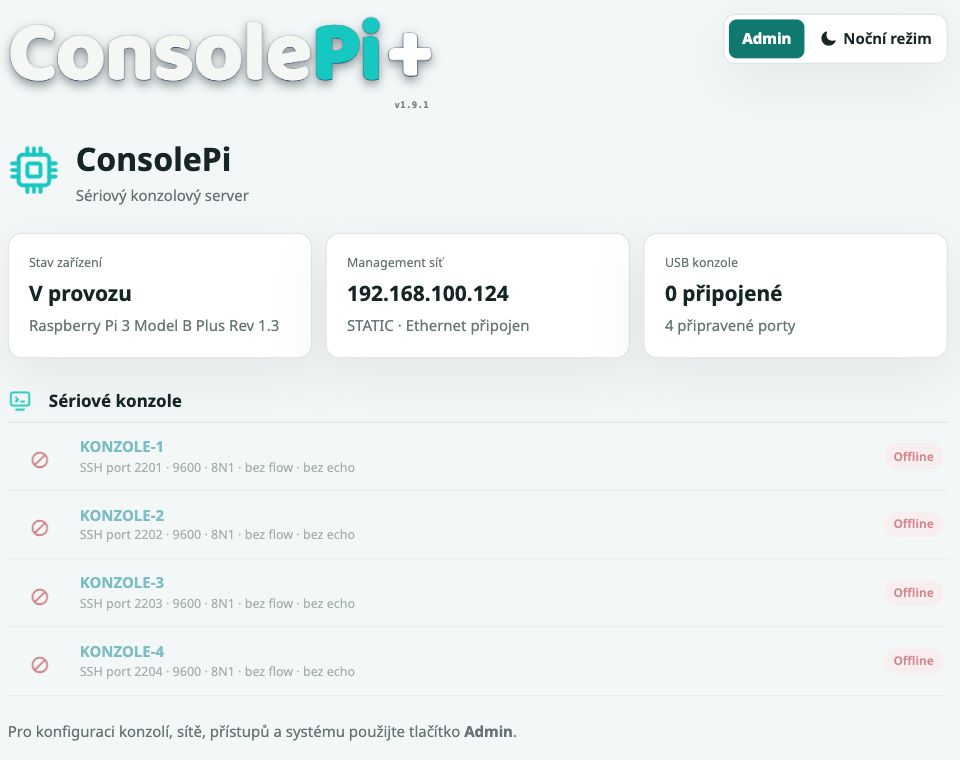 ConsolePi+
v1.9.1
Admin
Noční režim
ConsolePi
Sériový konzolový server
Stav zařízení
V provozu
Raspberry Pi 3 Model B Plus Rev 1.3
Management síť
192.168.100.124
STATIC · Ethernet připojen
USB konzole
0 připojené
4 připravené porty
Sériové konzole
KONZOLE-1
SSH port 2201 · 9600 · 8N1 · bez flow · bez echo
Offline
KONZOLE-2
SSH port 2202 · 9600 · 8N1 · bez flow · bez echo
Offline
KONZOLE-3
SSH port 2203 · 9600 · 8N1 · bez flow · bez echo
Offline
KONZOLE-4
SSH port 2204 · 9600 · 8N1 · bez flow · bez echo
Offline
Pro konfiguraci konzolí, sítě, přístupů a systému použijte tlačítko Admin.